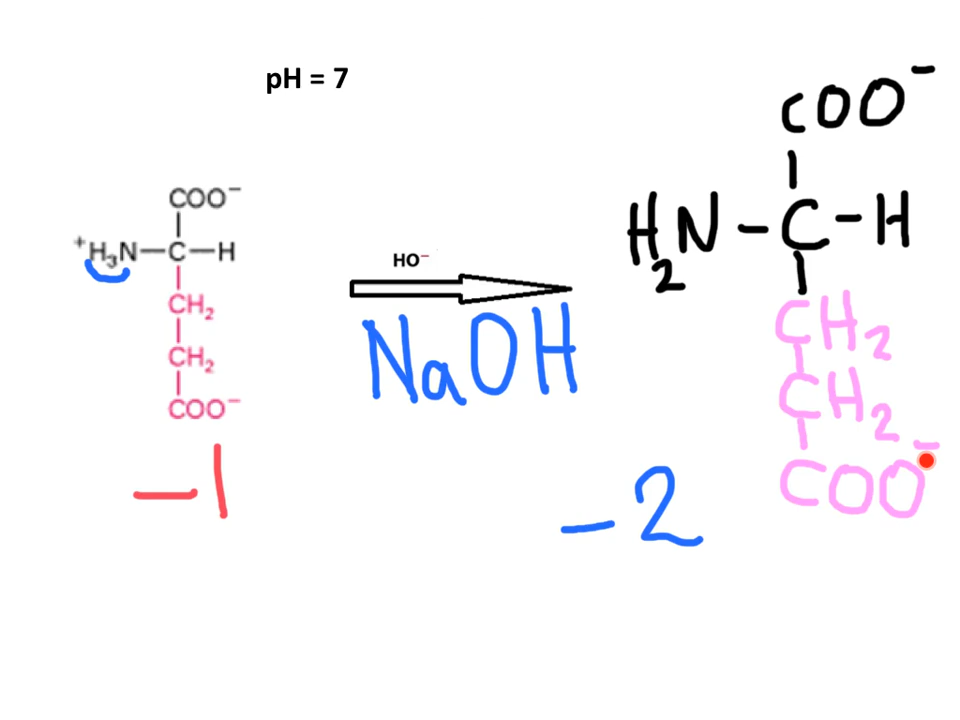 pH = 7
COO⁻
⁺H₃N—C—H
CH₂
CH₂
COO⁻
−1
HO⁻
NaOH
COO⁻
H₂N−C−H
CH₂
CH₂
COO⁻
−2